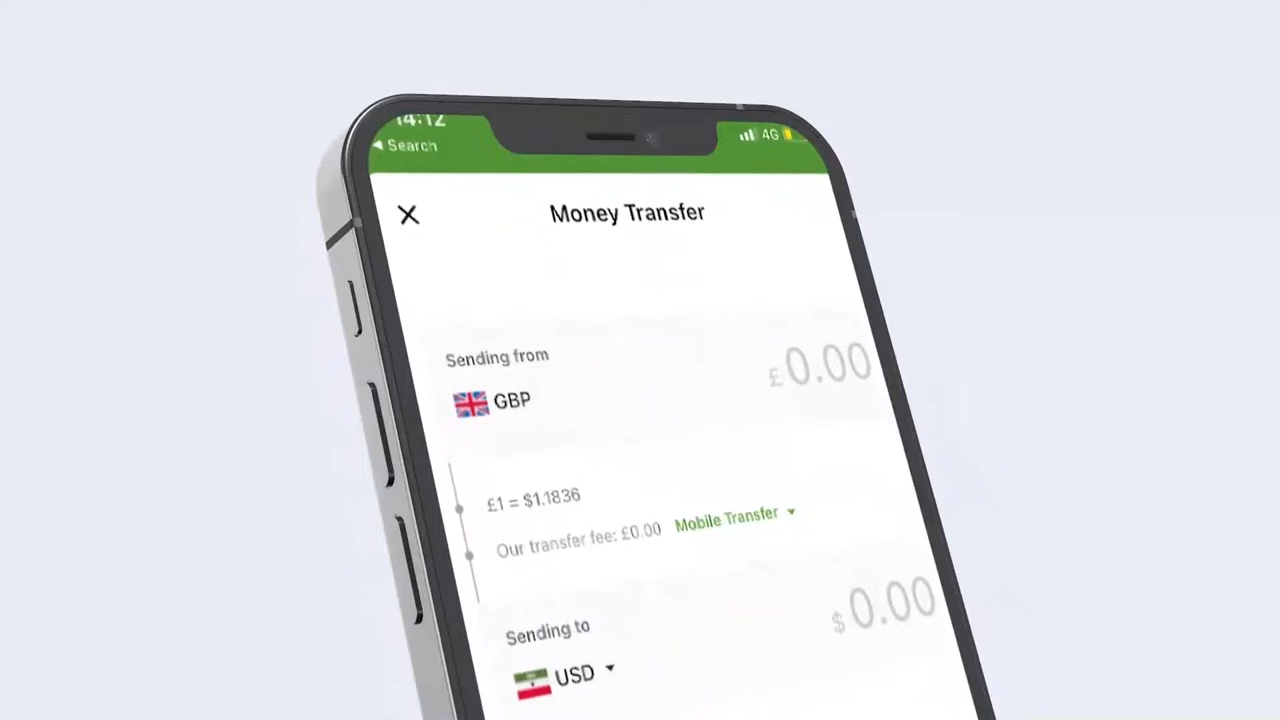 14:12
Search
4G
Money Transfer
Sending from
£0.00
GBP
£1 = $1.1836
Our transfer fee: £0.00 Mobile Transfer
Sending to
$0.00
USD